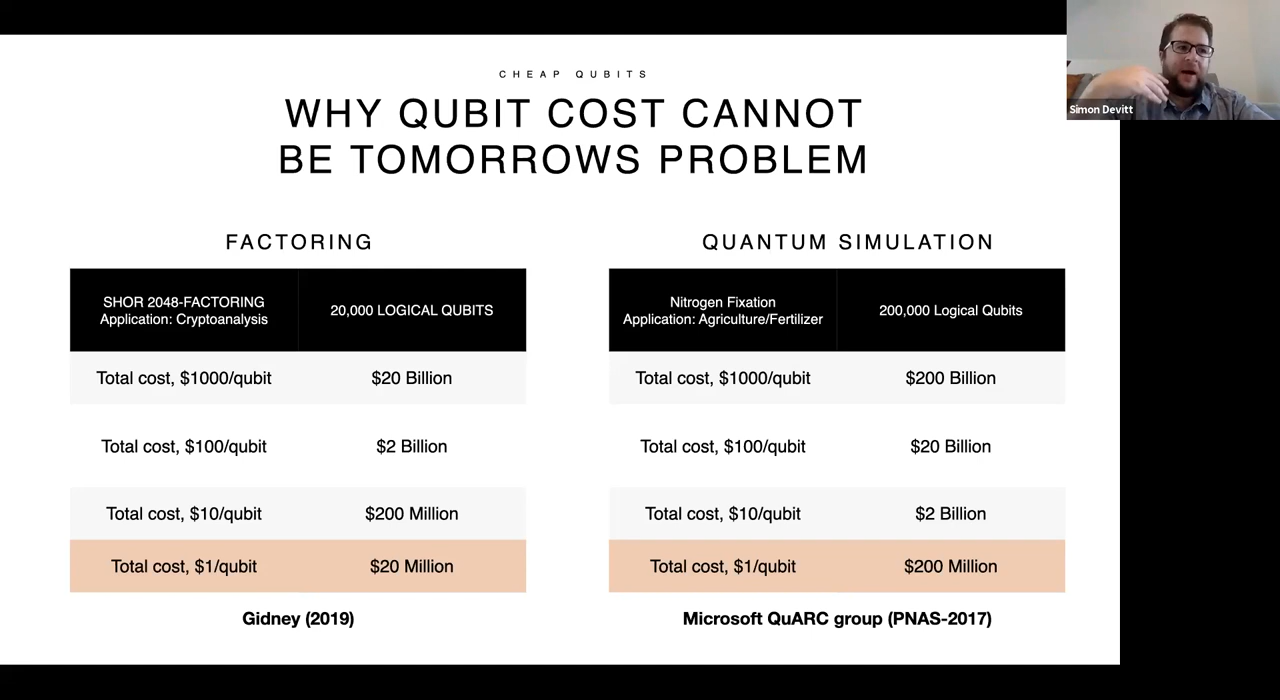 CHEAP QUBITS
WHY QUBIT COST CANNOT
BE TOMORROWS PROBLEM
Simon Devitt
FACTORING
SHOR 2048-FACTORING
Application: Cryptoanalysis
20,000 LOGICAL QUBITS
Total cost, $1000/qubit
$20 Billion
Total cost, $100/qubit
$2 Billion
Total cost, $10/qubit
$200 Million
Total cost, $1/qubit
$20 Million
Gidney (2019)
QUANTUM SIMULATION
Nitrogen Fixation
Application: Agriculture/Fertilizer
200,000 Logical Qubits
Total cost, $1000/qubit
$200 Billion
Total cost, $100/qubit
$20 Billion
Total cost, $10/qubit
$2 Billion
Total cost, $1/qubit
$200 Million
Microsoft QuARC group (PNAS-2017)